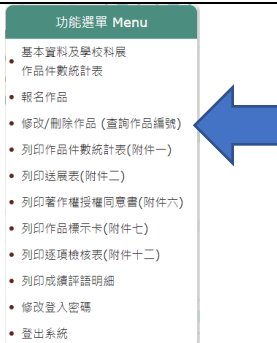 功能選單 Menu
基本資料及學校科展
作品件數統計表
報名作品
修改/刪除作品 (查詢作品編號)
列印作品件數統計表(附件一)
列印送展表(附件二)
列印著作權授權同意書(附件六)
列印作品標示卡(附件七)
列印逐項檢核表(附件十二)
列印成績評語明細
修改登入密碼
登出系統